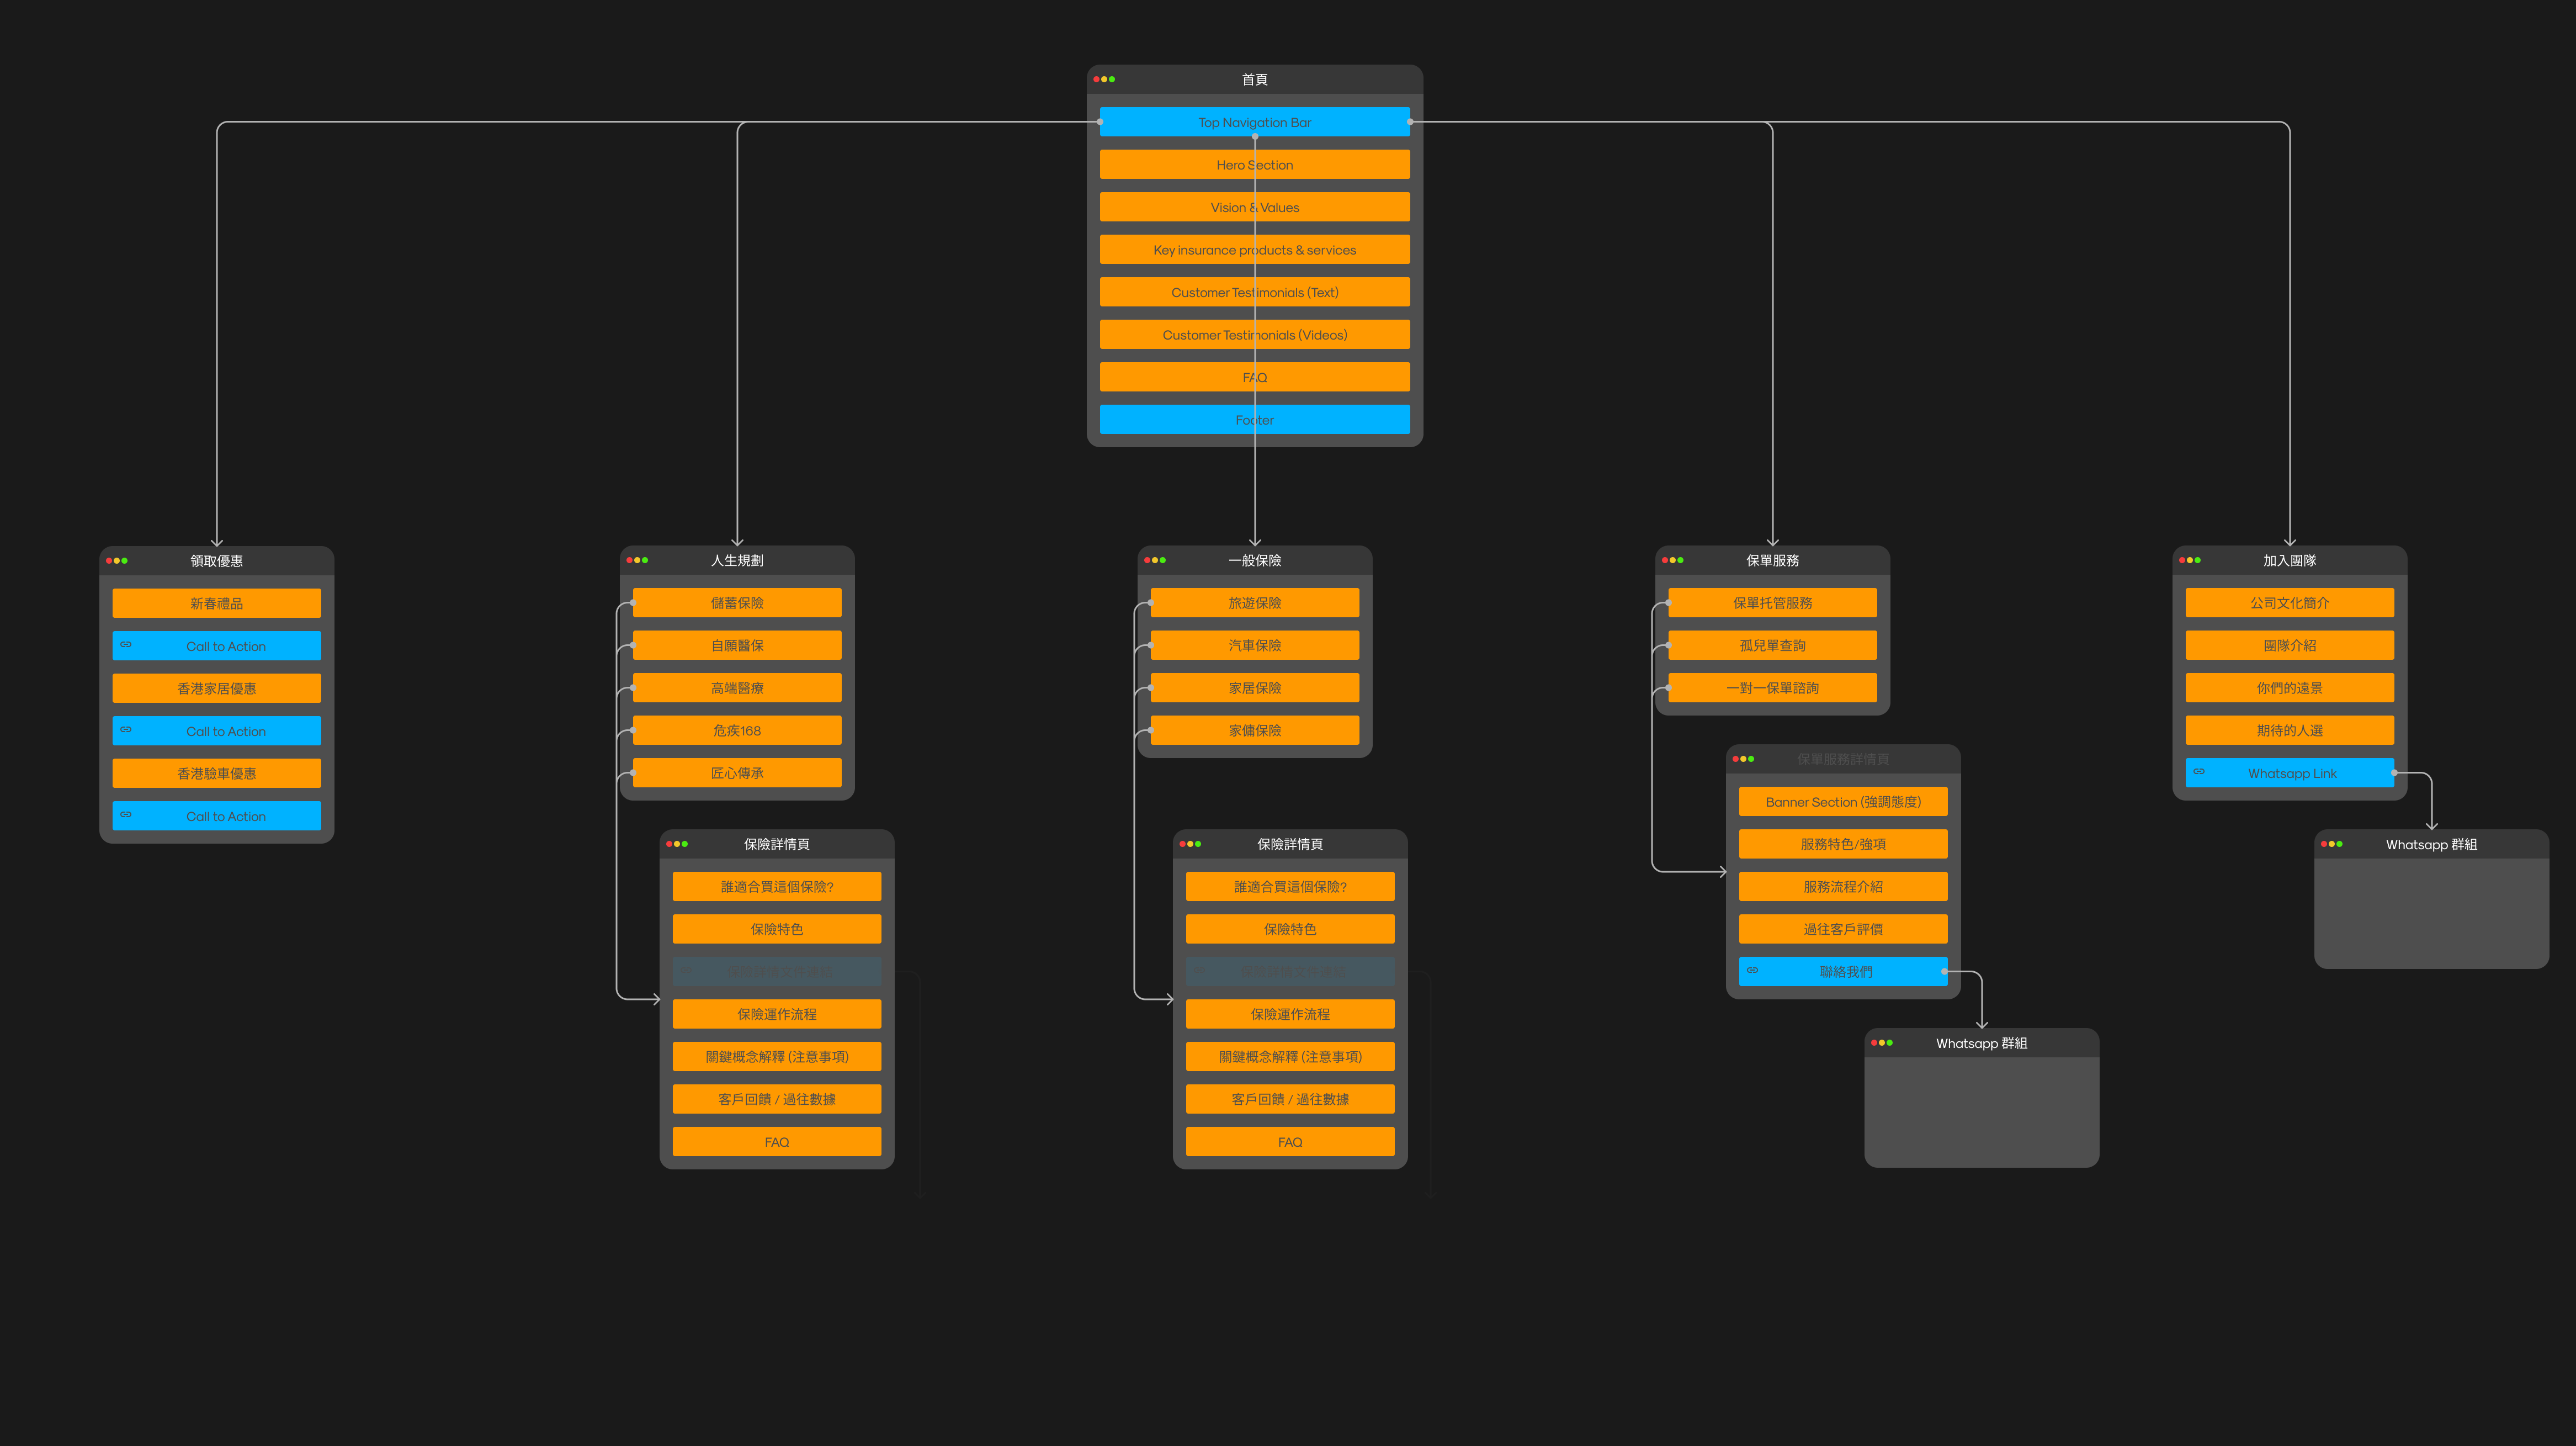 首頁
Top Navigation Bar
Hero Section
Vision & Values
Key insurance products & services
Customer Testimonials (Text)
Customer Testimonials (Videos)
FAQ
Footer
領取優惠
新春禮品
Call to Action
香港家居優惠
Call to Action
香港驗車優惠
Call to Action
人生規劃
儲蓄保險
自願醫保
高端醫療
危疾168
匠心傳承
保險詳情頁
誰適合買這個保險?
保險特色
保險運作流程
關鍵概念解釋 (注意事項)
客戶回饋 / 過往數據
FAQ
一般保險
旅遊保險
汽車保險
家居保險
家傭保險
保險詳情頁
誰適合買這個保險?
保險特色
保險運作流程
關鍵概念解釋 (注意事項)
客戶回饋 / 過往數據
FAQ
保單服務
保單托管服務
孤兒單查詢
一對一保單諮詢
保單服務詳情頁
Banner Section (強調態度)
服務特色/強項
服務流程介紹
過往客戶評價
聯絡我們
Whatsapp 群組
加入團隊
公司文化簡介
團隊介紹
你們的遠景
期待的人選
Whatsapp Link
Whatsapp 群組